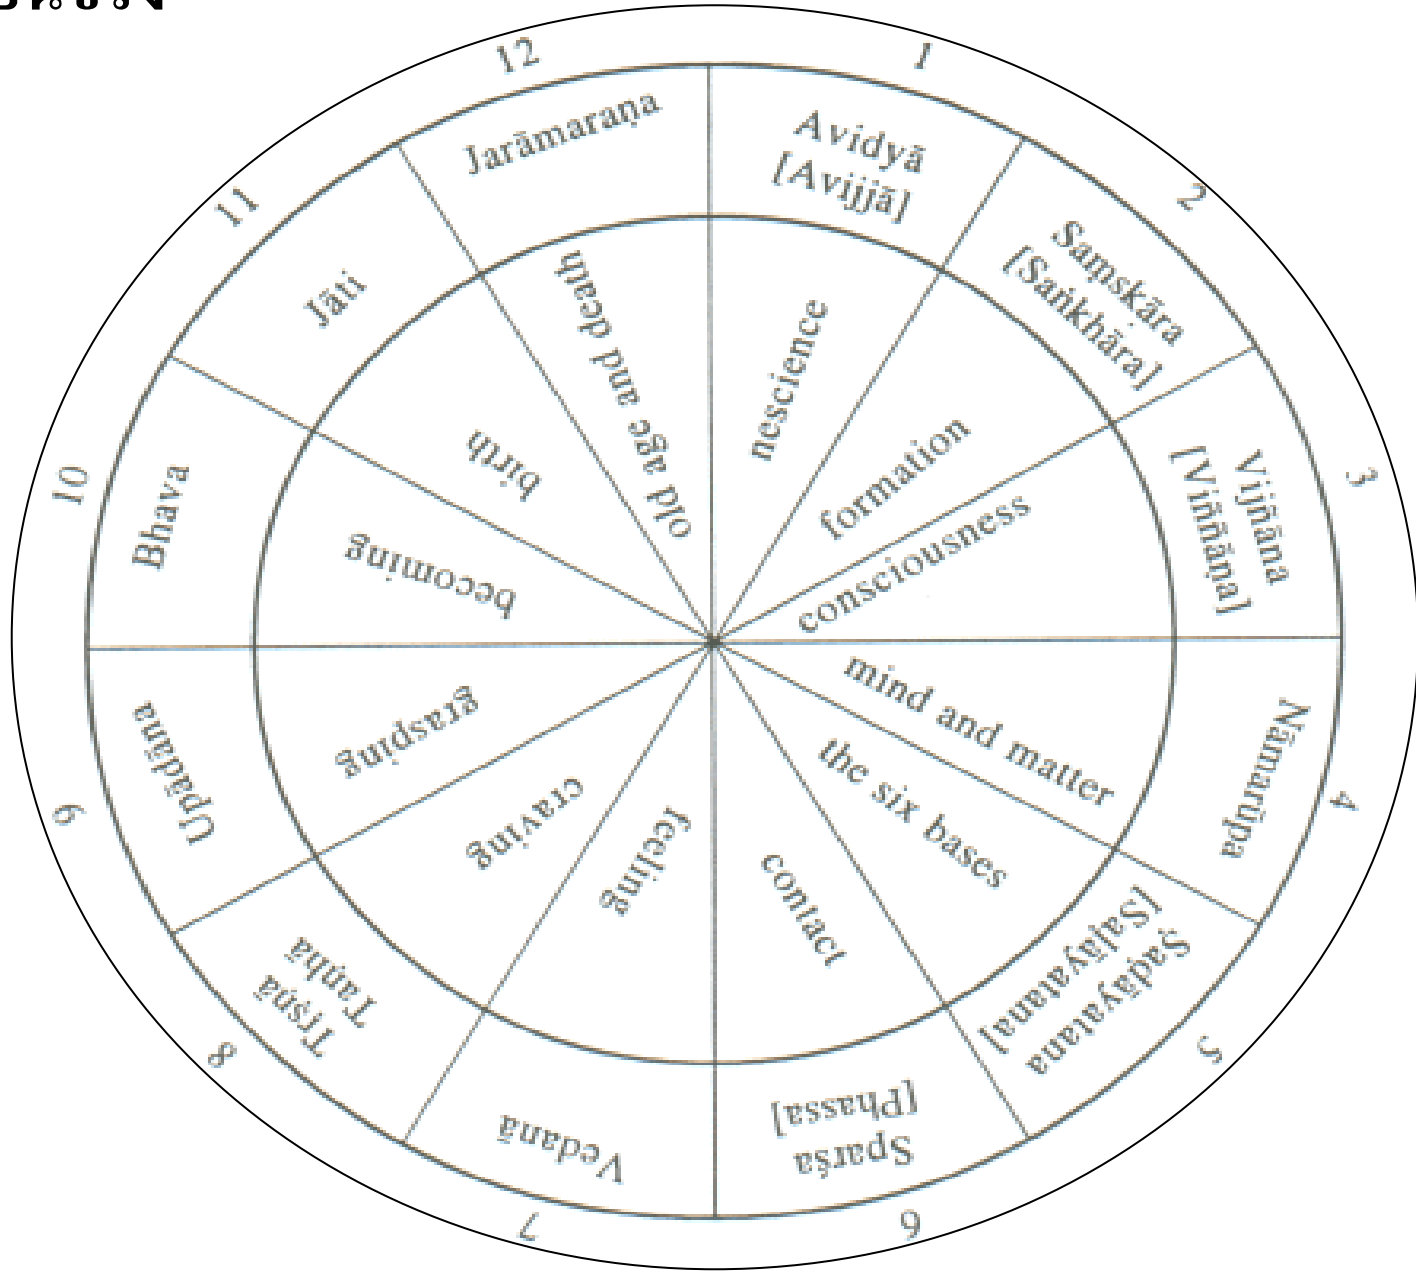 1
Avidyā
[Avijjā]
nescience
2
Saṃskāra
[Saṅkhāra]
formation
3
Vijñāna
[Viññāṇa]
consciousness
4
Nāmarūpa
mind and matter
5
Ṣaḍāyatana
[Saḷāyatana]
the six bases
6
Sparśa
[Phassa]
contact
7
Vedanā
feeling
8
Tṛṣṇā
Taṇhā
craving
9
Upādāna
grasping
10
Bhava
becoming
11
Jāti
birth
12
Jarāmaraṇa
old age and death